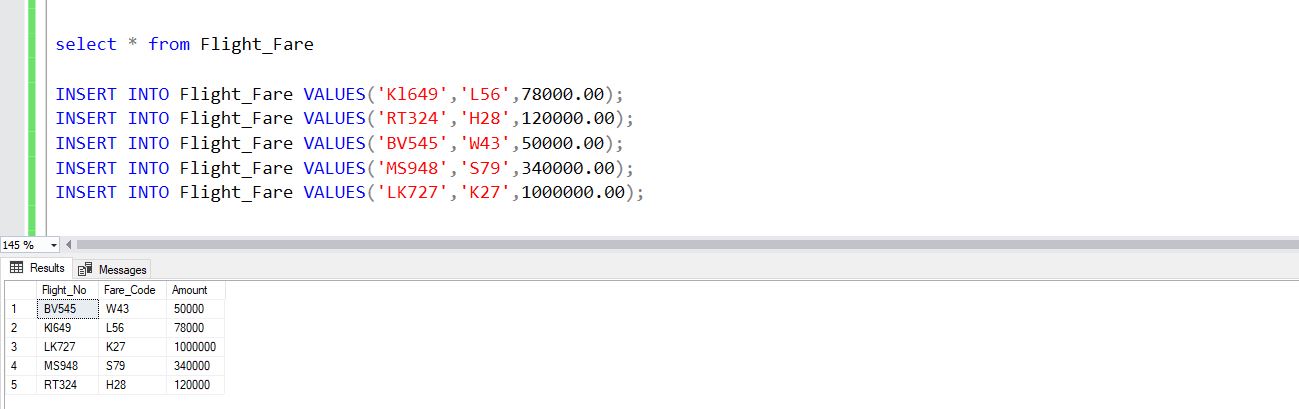 select * from Flight_Fare
INSERT INTO Flight_Fare VALUES('Kl649','L56',78000.00);
INSERT INTO Flight_Fare VALUES('RT324','H28',120000.00);
INSERT INTO Flight_Fare VALUES('BV545','W43',50000.00);
INSERT INTO Flight_Fare VALUES('MS948','S79',340000.00);
INSERT INTO Flight_Fare VALUES('LK727','K27',1000000.00);
145 %
Results Messages
Flight_No Fare_Code Amount
1 BV545 W43 50000
2 Kl649 L56 78000
3 LK727 K27 1000000
4 MS948 S79 340000
5 RT324 H28 120000